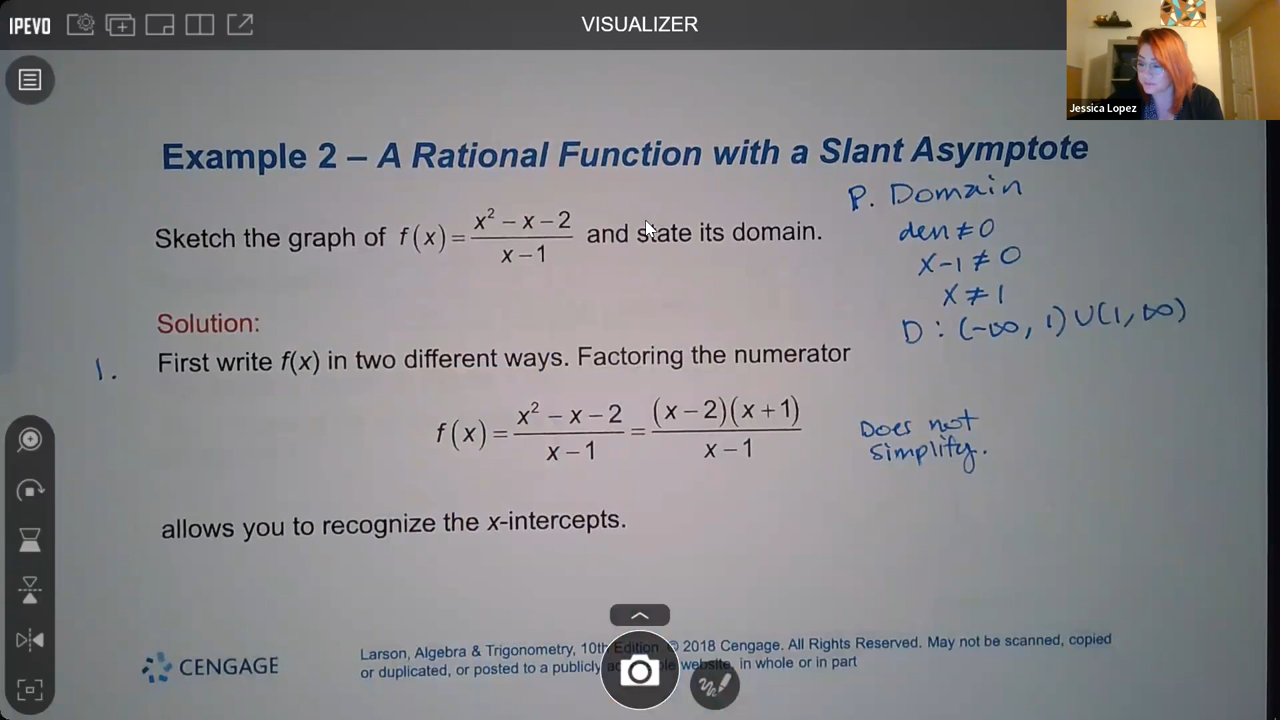 IPEVO
VISUALIZER
Jessica Lopez
Example 2 – A Rational Function with a Slant Asymptote
P. Domain
den ≠ 0
x-1 ≠ 0
x ≠ 1
D : (-∞, 1) ∪ (1, ∞)
Sketch the graph of f(x) = (x² – x – 2)/(x – 1) and state its domain.
Solution:
1. First write f(x) in two different ways. Factoring the numerator
f(x) = (x² – x – 2)/(x – 1) = ((x – 2)(x + 1))/(x – 1)
Does not
simplify.
allows you to recognize the x-intercepts.
CENGAGE
Larson, Algebra & Trigonometry, 10th Edition © 2018 Cengage. All Rights Reserved. May not be scanned, copied
or duplicated, or posted to a publicly website, in whole or in part